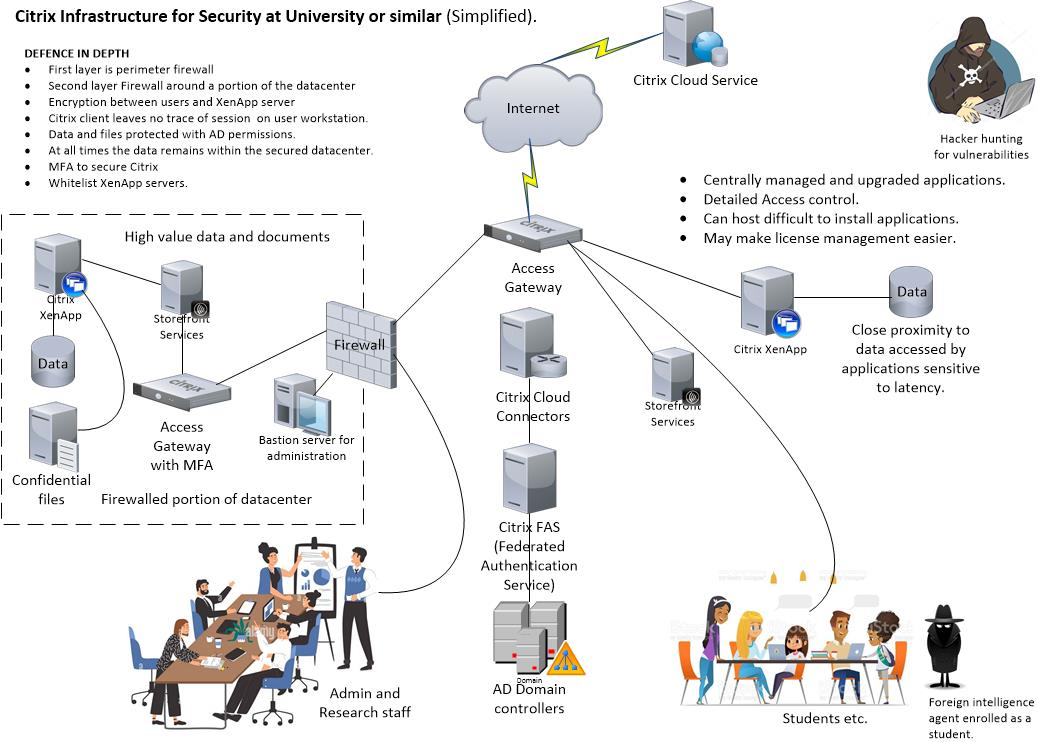 Citrix Infrastructure for Security at University or similar (Simplified).
DEFENCE IN DEPTH
• First layer is perimeter firewall
• Second layer Firewall around a portion of the datacenter
• Encryption between users and XenApp server
• Citrix client leaves no trace of session on user workstation.
• Data and files protected with AD permissions.
• At all times the data remains within the secured datacenter.
• MFA to secure Citrix
• Whitelist XenApp servers.
Citrix Cloud Service
Internet
Hacker hunting
for vulnerabilities
• Centrally managed and upgraded applications.
• Detailed Access control.
• Can host difficult to install applications.
• May make license management easier.
High value data and documents
Citrix
XenApp
Storefront
Services
Data
CITRIX
Access
Gateway
with MFA
Confidential
files
Firewalled portion of datacenter
Firewall
Bastion server for
administration
CITRIX
Access
Gateway
Citrix Cloud
Connectors
Citrix FAS
(Federated
Authentication
Service)
Domain
AD Domain
controllers
Storefront
Services
Citrix XenApp
Data
Close proximity to
data accessed by
applications sensitive
to latency.
alamy
Admin and
Research staff
iStock
Students etc.
Foreign intelligence
agent enrolled as a
student.